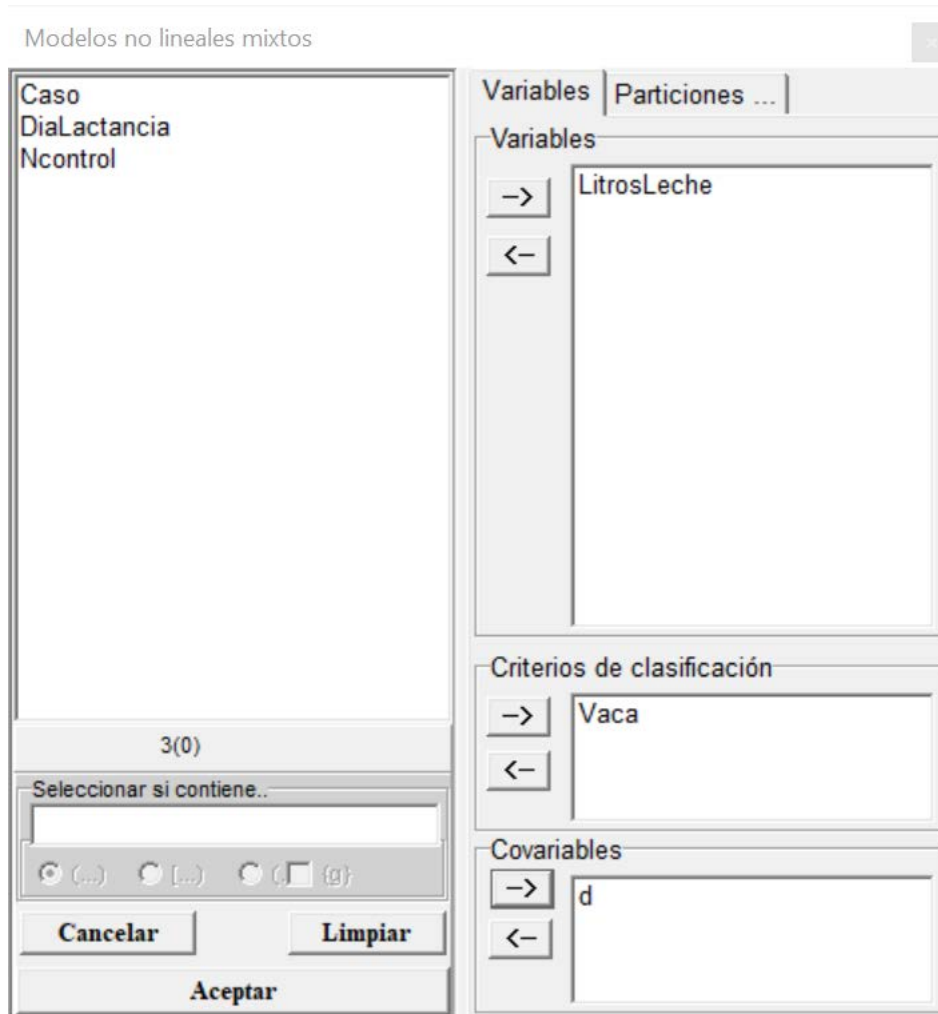 Modelos no lineales mixtos
Caso
DiaLactancia
Ncontrol
3(0)
Seleccionar si contiene..
(...) [...) (. {g}
Cancelar Limpiar
Aceptar
Variables Particiones ...
Variables
–>
LitrosLeche
<–
Criterios de clasificación
–>
Vaca
<–
Covariables
–>
d
<–